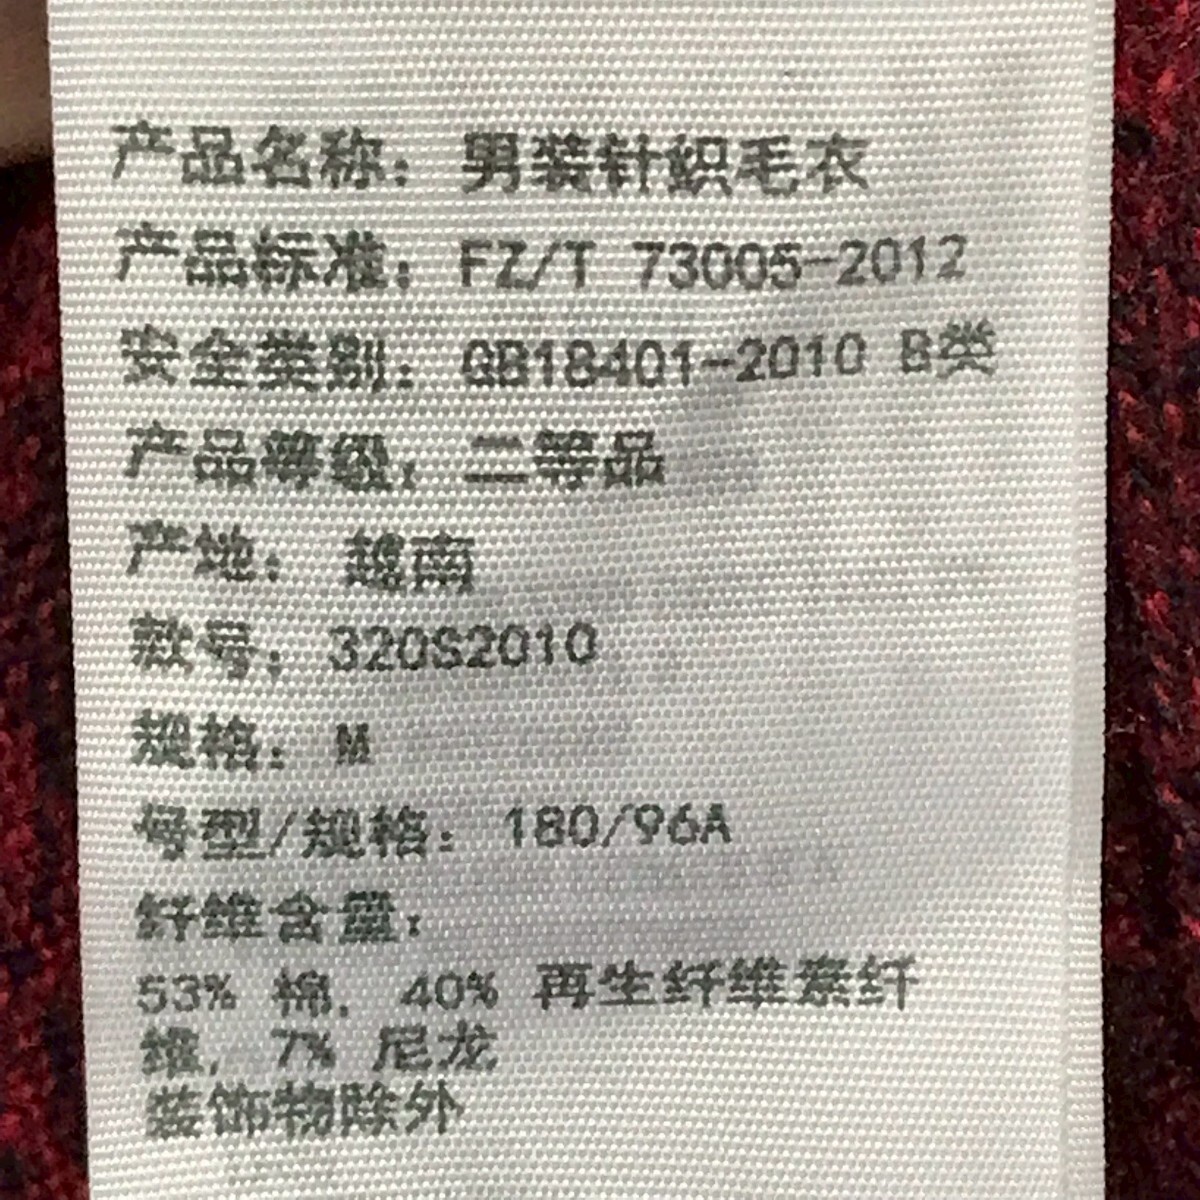 产品名称: 男装针织毛衣
产品标准: FZ/T 73005-2012
安全类别: GB18401-2010 B类
产品等级: 二等品
产地: 越南
款号: 320S2010
规格: M
号型/规格: 180/96A
纤维含量:
53% 棉, 40% 再生纤维素纤
维, 7% 尼龙
装饰物除外